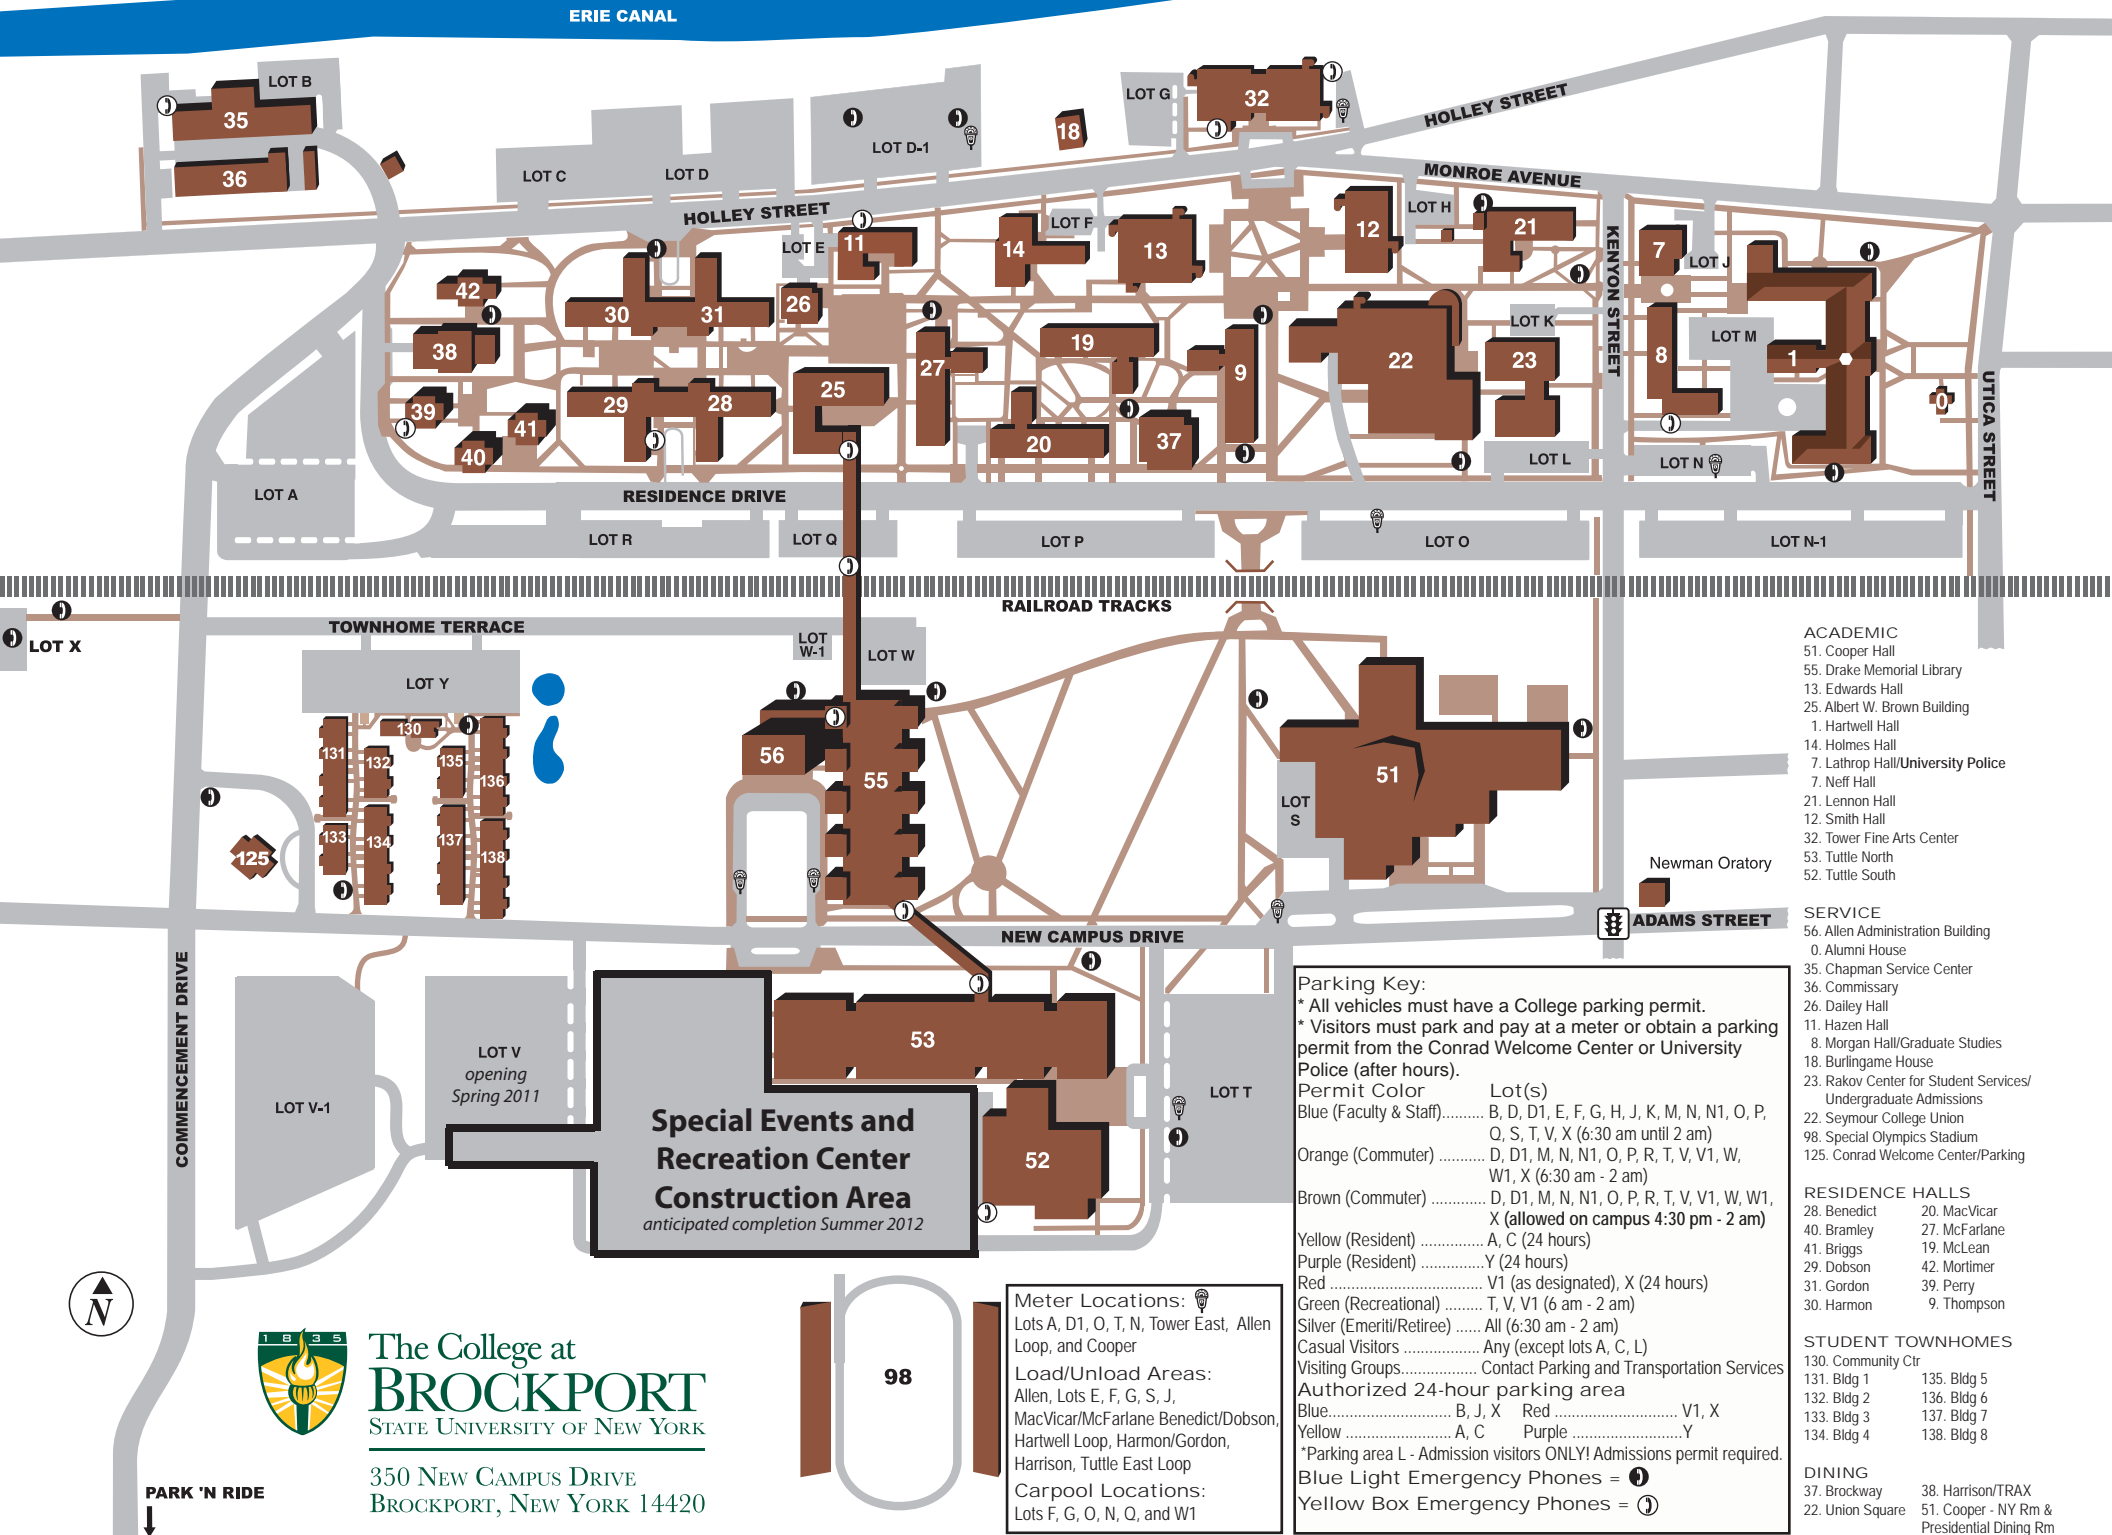 ERIE CANAL
LOT B
35
36
LOT C
LOT D
LOT D-1
18
LOT G
32
HOLLEY STREET
HOLLEY STREET
MONROE AVENUE
LOT E
11
14
LOT F
13
12
LOT H
21
KENYON STREET
7
LOT J
42
30
31
26
38
27
19
9
22
LOT K
23
8
LOT M
1
0
UTICA STREET
39
41
40
29
28
25
20
37
LOT L
LOT N
LOT A
RESIDENCE DRIVE
LOT R
LOT Q
LOT P
LOT O
LOT N-1
RAILROAD TRACKS
LOT X
TOWNHOME TERRACE
LOT
W-1
LOT W
LOT Y
130
131
132
135
136
133
134
137
138
125
56
55
51
LOT
S
Newman Oratory
ADAMS STREET
NEW CAMPUS DRIVE
COMMENCEMENT DRIVE
LOT V-1
LOT V
opening
Spring 2011
53
52
LOT T
Special Events and
Recreation Center
Construction Area
anticipated completion Summer 2012
98
N
1 8 3 5
The College at
BROCKPORT
STATE UNIVERSITY OF NEW YORK
350 NEW CAMPUS DRIVE
BROCKPORT, NEW YORK 14420
PARK 'N RIDE
Meter Locations:
Lots A, D1, O, T, N, Tower East, Allen
Loop, and Cooper
Load/Unload Areas:
Allen, Lots E, F, G, S, J,
MacVicar/McFarlane Benedict/Dobson,
Hartwell Loop, Harmon/Gordon,
Harrison, Tuttle East Loop
Carpool Locations:
Lots F, G, O, N, Q, and W1
Parking Key:
* All vehicles must have a College parking permit.
* Visitors must park and pay at a meter or obtain a parking
permit from the Conrad Welcome Center or University
Police (after hours).
Permit Color Lot(s)
Blue (Faculty & Staff).......... B, D, D1, E, F, G, H, J, K, M, N, N1, O, P,
Q, S, T, V, X (6:30 am until 2 am)
Orange (Commuter) ........... D, D1, M, N, N1, O, P, R, T, V, V1, W,
W1, X (6:30 am - 2 am)
Brown (Commuter) ............. D, D1, M, N, N1, O, P, R, T, V, V1, W, W1,
X (allowed on campus 4:30 pm - 2 am)
Yellow (Resident) ............... A, C (24 hours)
Purple (Resident) ...............Y (24 hours)
Red .................................... V1 (as designated), X (24 hours)
Green (Recreational) ......... T, V, V1 (6 am - 2 am)
Silver (Emeriti/Retiree) ...... All (6:30 am - 2 am)
Casual Visitors .................. Any (except lots A, C, L)
Visiting Groups.................. Contact Parking and Transportation Services
Authorized 24-hour parking area
Blue............................. B, J, X Red ............................. V1, X
Yellow ......................... A, C Purple ..........................Y
*Parking area L - Admission visitors ONLY! Admissions permit required.
Blue Light Emergency Phones =
Yellow Box Emergency Phones =
ACADEMIC
51. Cooper Hall
55. Drake Memorial Library
13. Edwards Hall
25. Albert W. Brown Building
1. Hartwell Hall
14. Holmes Hall
7. Lathrop Hall/University Police
7. Neff Hall
21. Lennon Hall
12. Smith Hall
32. Tower Fine Arts Center
53. Tuttle North
52. Tuttle South
SERVICE
56. Allen Administration Building
0. Alumni House
35. Chapman Service Center
36. Commissary
26. Dailey Hall
11. Hazen Hall
8. Morgan Hall/Graduate Studies
18. Burlingame House
23. Rakov Center for Student Services/
Undergraduate Admissions
22. Seymour College Union
98. Special Olympics Stadium
125. Conrad Welcome Center/Parking
RESIDENCE HALLS
28. Benedict 20. MacVicar
40. Bramley 27. McFarlane
41. Briggs 19. McLean
29. Dobson 42. Mortimer
31. Gordon 39. Perry
30. Harmon 9. Thompson
STUDENT TOWNHOMES
130. Community Ctr
131. Bldg 1 135. Bldg 5
132. Bldg 2 136. Bldg 6
133. Bldg 3 137. Bldg 7
134. Bldg 4 138. Bldg 8
DINING
37. Brockway 38. Harrison/TRAX
22. Union Square 51. Cooper - NY Rm &
Presidential Dining Rm